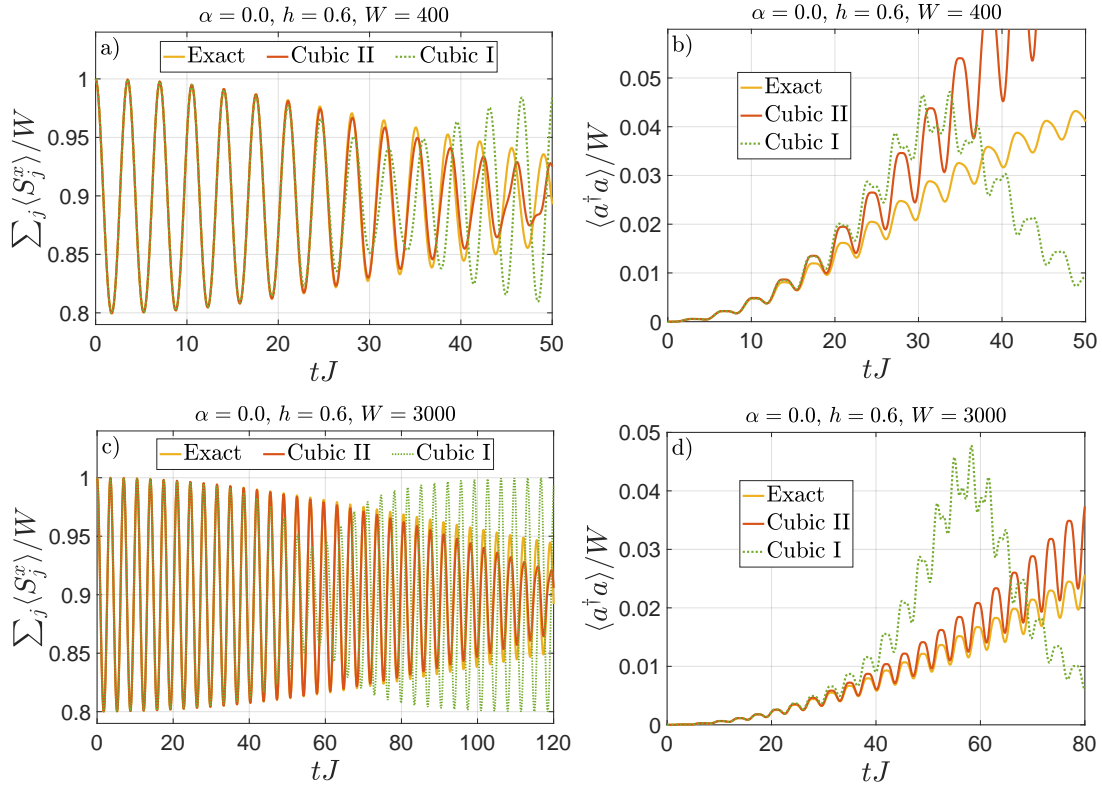 α = 0.0, h = 0.6, W = 400
a)
Exact Cubic II Cubic I
1
0.95
0.9
0.85
0.8
∑_j⟨S_j^x⟩/W
0 10 20 30 40 50
tJ
α = 0.0, h = 0.6, W = 400
b)
Exact
Cubic II
Cubic I
0.05
0.04
0.03
0.02
0.01
0
⟨a†a⟩/W
10 20 30 40 50
tJ
α = 0.0, h = 0.6, W = 3000
c)
Exact Cubic II Cubic I
1
0.95
0.9
0.85
0.8
∑_j⟨S_j^x⟩/W
0 20 40 60 80 100 120
tJ
α = 0.0, h = 0.6, W = 3000
d)
Exact
Cubic II
Cubic I
0.05
0.04
0.03
0.02
0.01
0
⟨a†a⟩/W
0 20 40 60 80
tJ